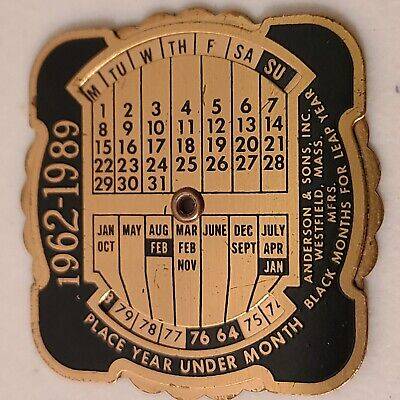 M TU W TH F SA SU
1 2 3 4 5 6 7
8 9 10 11 12 13 14
15 16 17 18 19 20 21
22 23 24 25 26 27 28
29 30 31
JAN MAY AUG MAR JUNE DEC JULY
OCT FEB FEB SEPT APR
NOV JAN
79 78 77 76 64 75
PLACE YEAR UNDER MONTH
1962-1989
ANDERSON & SONS, INC.
WESTFIELD, MASS.
MFRS.
BLACK MONTHS FOR LEAP YEAR